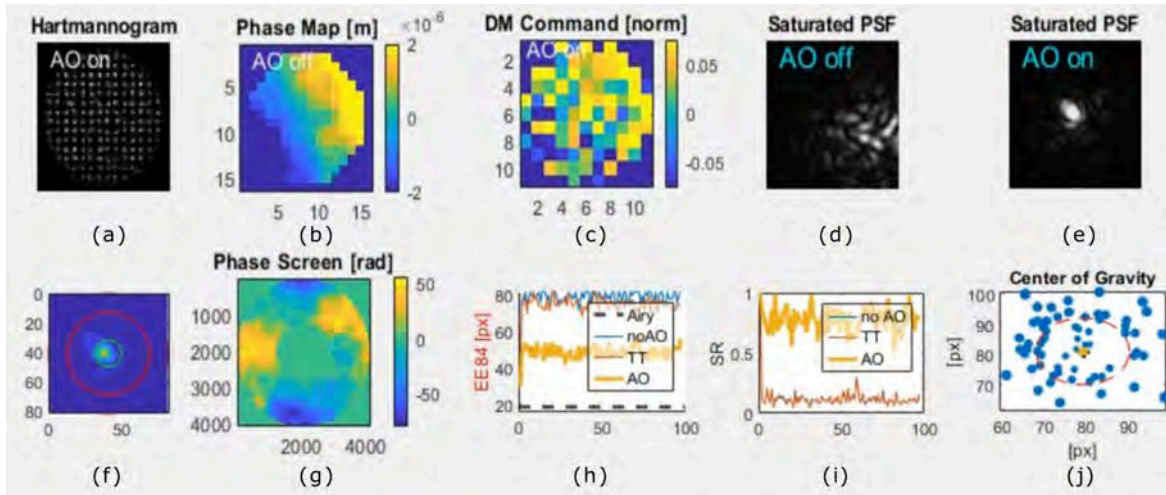 Hartmannogram
AO on
(a)
Phase Map [m]
×10⁻⁶
AO off
5
10
15
5 10 15
2
0
-2
(b)
DM Command [norm]
AO on
2
4
6
8
10
2 4 6 8 10
0.05
0
-0.05
(c)
Saturated PSF
AO off
(d)
Saturated PSF
AO on
(e)
0
20
40
60
80
0 50
(f)
Phase Screen [rad]
1000
2000
3000
4000
2000 4000
50
0
-50
(g)
EE84 [px]
80
60
40
20
0 50 100
Airy
noAO
TT
AO
(h)
SR
1
0.5
0
0 50 100
no AO
TT
AO
(i)
Center of Gravity
[px]
100
90
80
70
60 70 80 90
[px]
(j)